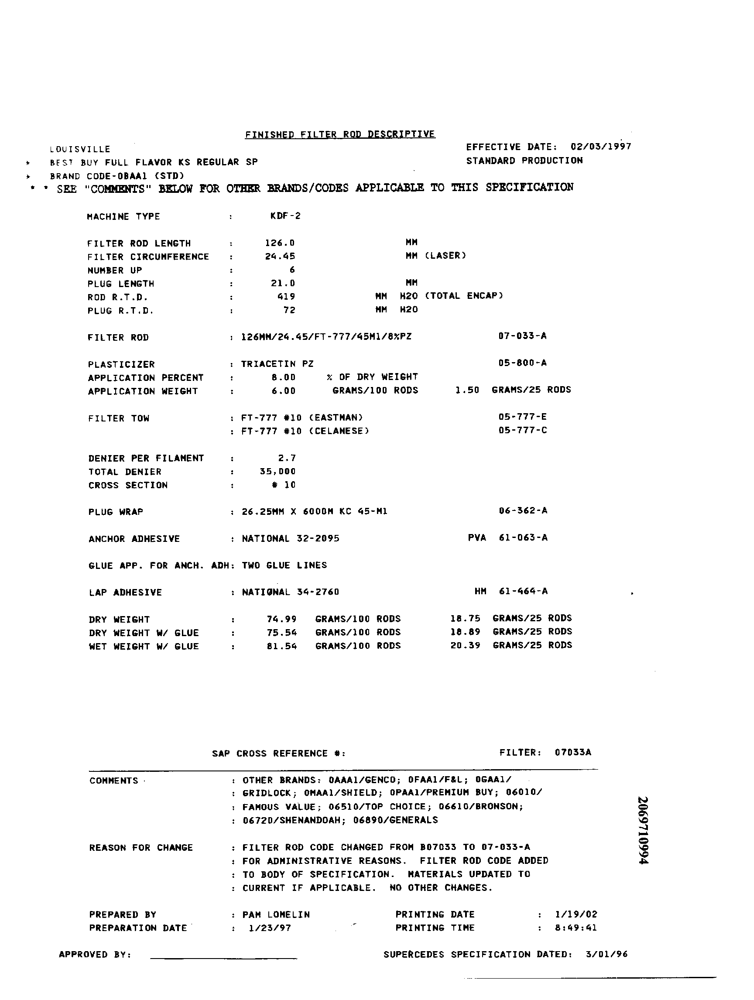 FINISHED FILTER ROD DESCRIPTIVE
LOUISVILLE EFFECTIVE DATE: 02/03/1997
* BEST BUY FULL FLAVOR KS REGULAR SP STANDARD PRODUCTION
* BRAND CODE-0BAA1 (STD)
* * SEE "COMMENTS" BELOW FOR OTHER BRANDS/CODES APPLICABLE TO THIS SPECIFICATION
MACHINE TYPE : KDF-2
FILTER ROD LENGTH : 126.0 MM
FILTER CIRCUMFERENCE : 24.45 MM (LASER)
NUMBER UP : 6
PLUG LENGTH : 21.0 MM
ROD R.T.D. : 419 MM H2O (TOTAL ENCAP)
PLUG R.T.D. : 72 MM H2O
FILTER ROD : 126MM/24.45/FT-777/45M1/8%PZ 07-033-A
PLASTICIZER : TRIACETIN PZ 05-800-A
APPLICATION PERCENT : 8.00 % OF DRY WEIGHT
APPLICATION WEIGHT : 6.00 GRAMS/100 RODS 1.50 GRAMS/25 RODS
FILTER TOW : FT-777 #10 (EASTMAN) 05-777-E
: FT-777 #10 (CELANESE) 05-777-C
DENIER PER FILAMENT : 2.7
TOTAL DENIER : 35,000
CROSS SECTION : # 10
PLUG WRAP : 26.25MM X 6000M KC 45-M1 06-362-A
ANCHOR ADHESIVE : NATIONAL 32-2095 PVA 61-063-A
GLUE APP. FOR ANCH. ADH: TWO GLUE LINES
LAP ADHESIVE : NATIONAL 34-2760 HM 61-464-A
DRY WEIGHT : 74.99 GRAMS/100 RODS 18.75 GRAMS/25 RODS
DRY WEIGHT W/ GLUE : 75.54 GRAMS/100 RODS 18.89 GRAMS/25 RODS
WET WEIGHT W/ GLUE : 81.54 GRAMS/100 RODS 20.39 GRAMS/25 RODS
SAP CROSS REFERENCE #: FILTER: 07033A
COMMENTS : OTHER BRANDS: 0AAA1/GENCO; 0FAA1/F&L; 0GAA1/
: GRIDLOCK; 0MAA1/SHIELD; 0PAA1/PREMIUM BUY; 06010/
: FAMOUS VALUE; 06510/TOP CHOICE; 06610/BRONSON;
: 06720/SHENANDOAH; 06890/GENERALS
REASON FOR CHANGE : FILTER ROD CODE CHANGED FROM B07033 TO 07-033-A
: FOR ADMINISTRATIVE REASONS. FILTER ROD CODE ADDED
: TO BODY OF SPECIFICATION. MATERIALS UPDATED TO
: CURRENT IF APPLICABLE. NO OTHER CHANGES.
PREPARED BY : PAM LOMELIN PRINTING DATE : 1/19/02
PREPARATION DATE : 1/23/97 PRINTING TIME : 8:49:41
APPROVED BY: SUPERCEDES SPECIFICATION DATED: 3/01/96
2069710994